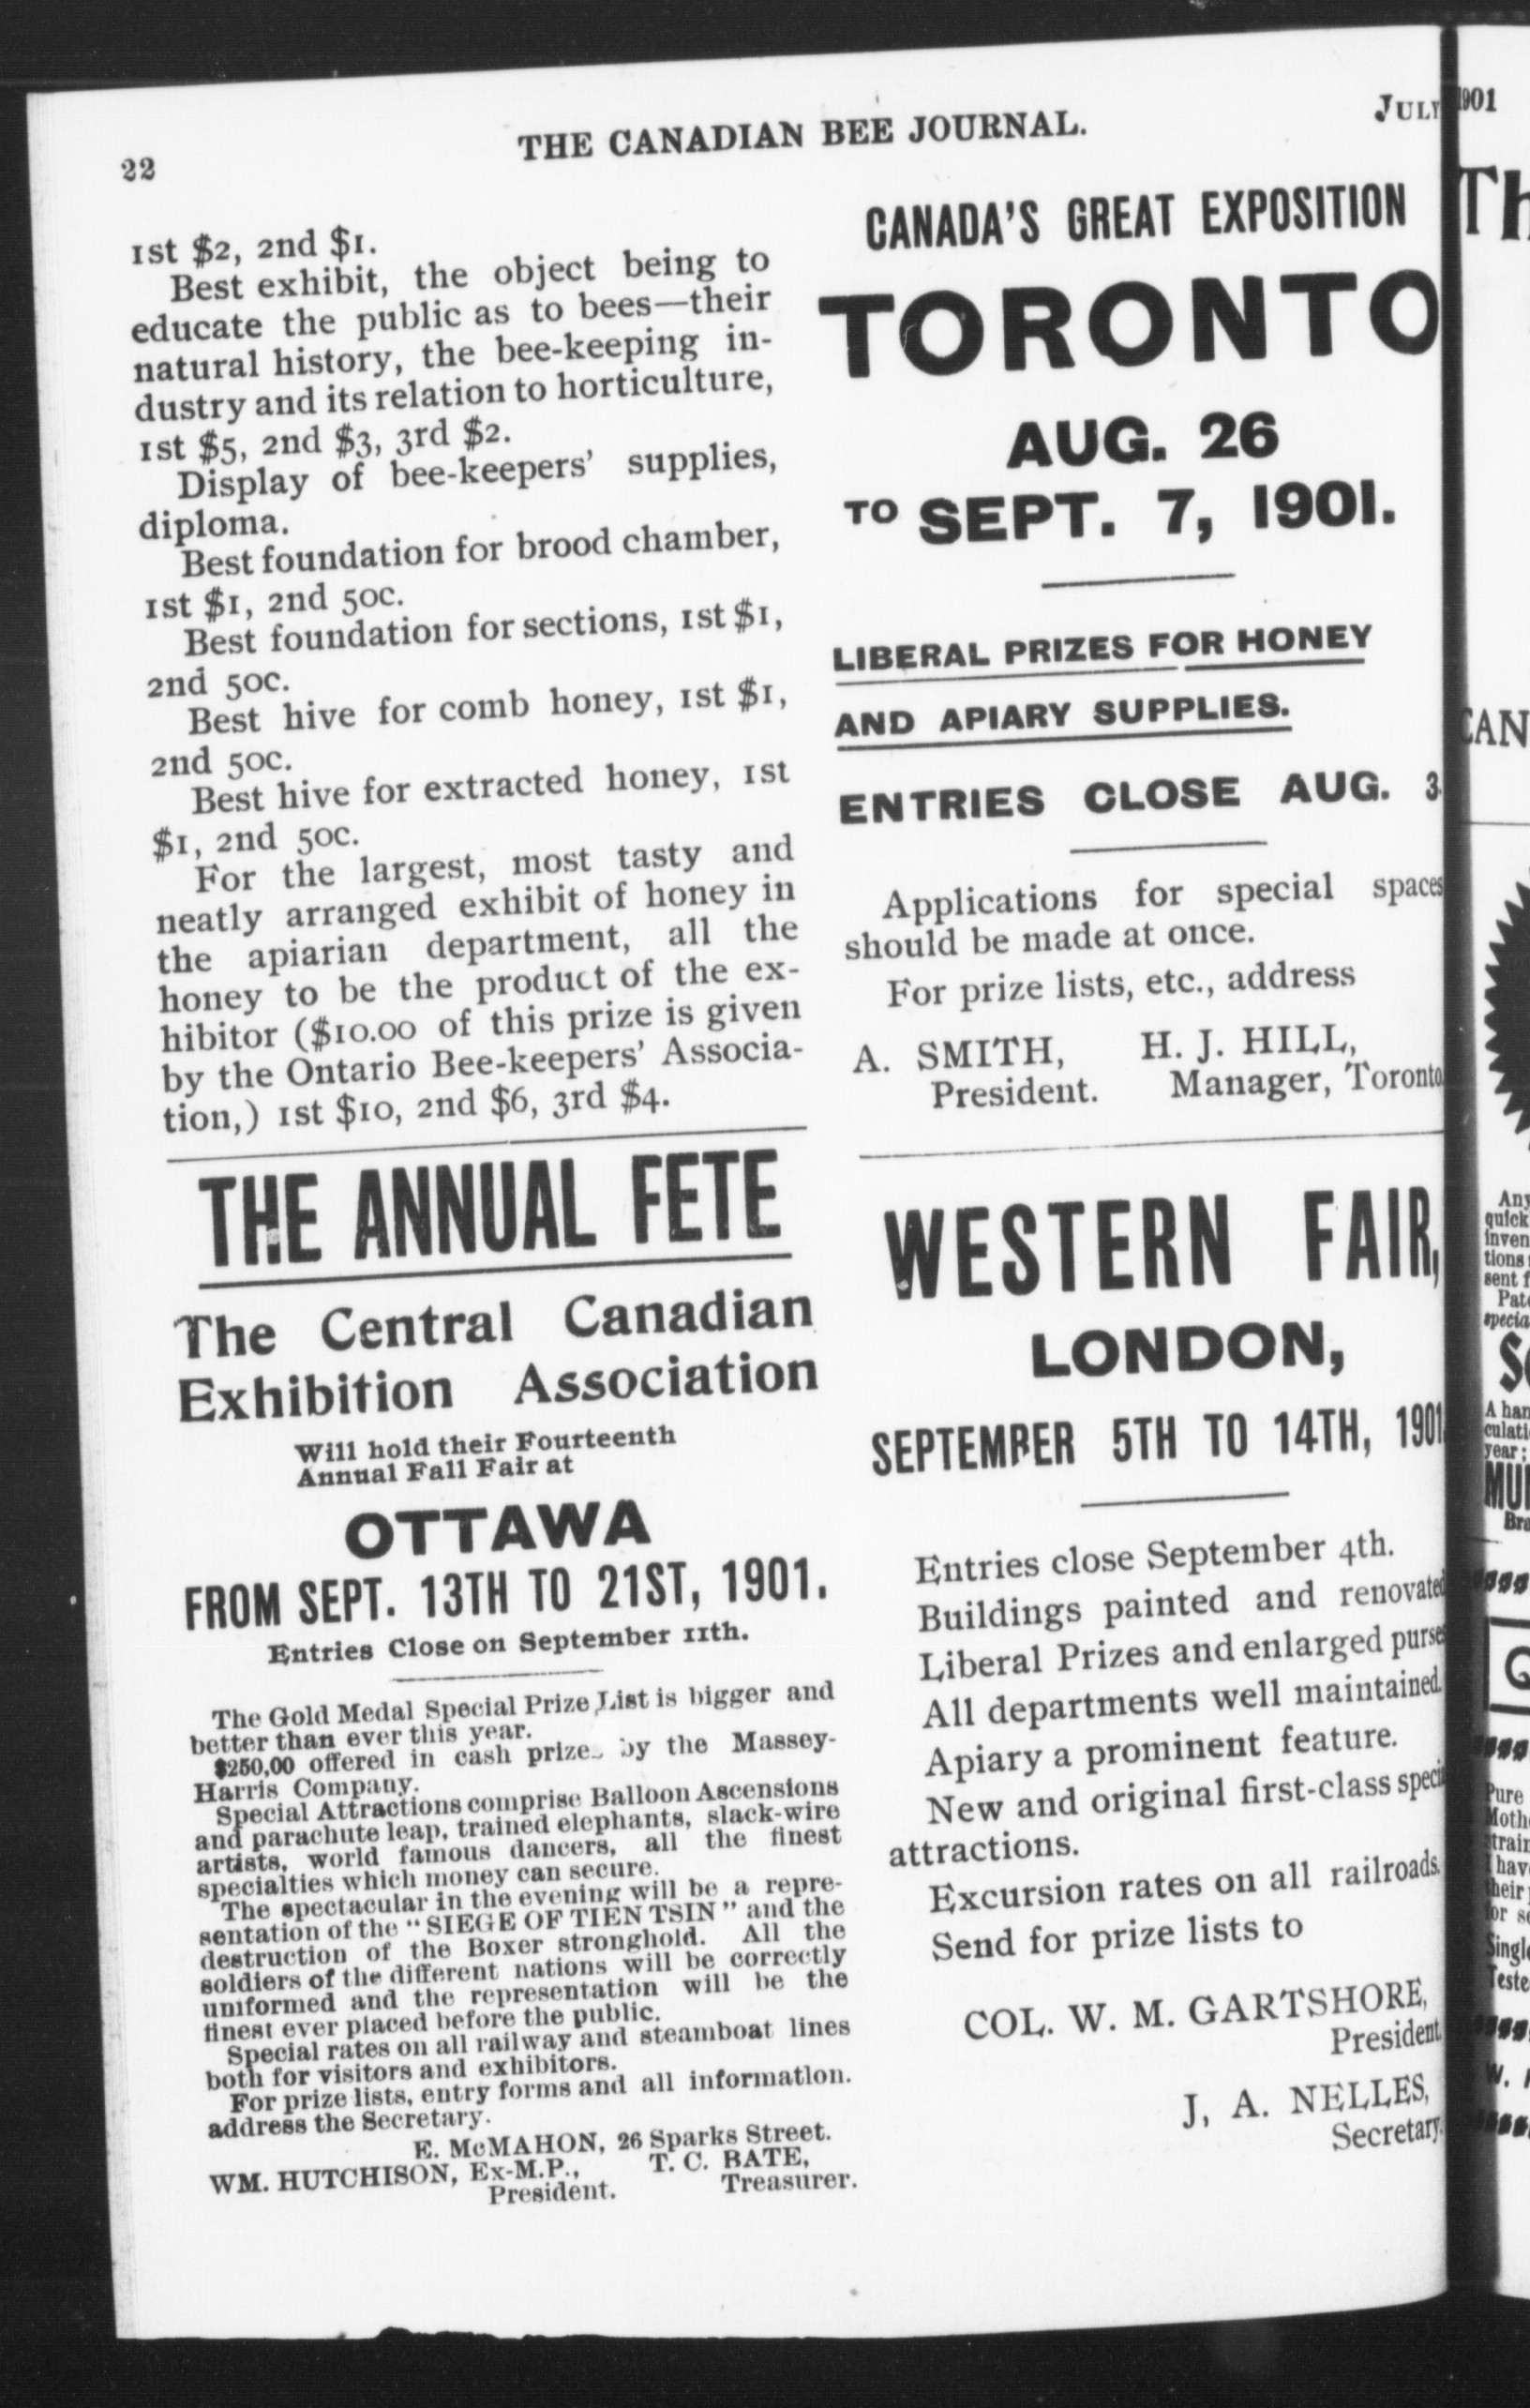 22
THE CANADIAN BEE JOURNAL.
JULY
1st $2, 2nd $1.
Best exhibit, the object being to
educate the public as to bees—their
natural history, the bee-keeping in-
dustry and its relation to horticulture,
1st $5, 2nd $3, 3rd $2.
Display of bee-keepers' supplies,
diploma.
Best foundation for brood chamber,
1st $1, 2nd 50c.
Best foundation for sections, 1st $1,
2nd 50c.
Best hive for comb honey, 1st $1,
2nd 50c.
Best hive for extracted honey, 1st
$1, 2nd 50c.
For the largest, most tasty and
neatly arranged exhibit of honey in
the apiarian department, all the
honey to be the product of the ex-
hibitor ($10.00 of this prize is given
by the Ontario Bee-keepers' Associa-
tion,) 1st $10, 2nd $6, 3rd $4.
THE ANNUAL FETE
The Central Canadian
Exhibition Association
Will hold their Fourteenth
Annual Fall Fair at
OTTAWA
FROM SEPT. 13TH TO 21ST, 1901.
Entries Close on September 11th.
The Gold Medal Special Prize List is bigger and
better than ever this year.
$250,00 offered in cash prizes by the Massey-
Harris Company.
Special Attractions comprise Balloon Ascensions
and parachute leap, trained elephants, slack-wire
artists, world famous dancers, all the finest
specialties which money can secure.
The spectacular in the evening will be a repre-
sentation of the "SIEGE OF TIEN TSIN" and the
destruction of the Boxer stronghold. All the
soldiers of the different nations will be correctly
uniformed and the representation will be the
finest ever placed before the public.
Special rates on all railway and steamboat lines
both for visitors and exhibitors.
For prize lists, entry forms and all information.
address the Secretary.
E. McMAHON, 26 Sparks Street.
WM. HUTCHISON, Ex-M.P., T. C. BATE,
President. Treasurer.
CANADA'S GREAT EXPOSITION
TORONTO
AUG. 26
TO SEPT. 7, 1901.
LIBERAL PRIZES FOR HONEY
AND APIARY SUPPLIES.
ENTRIES CLOSE AUG. 3
Applications for special spaces
should be made at once.
For prize lists, etc., address
A. SMITH, H. J. HILL,
President. Manager, Toronto
WESTERN FAIR,
LONDON,
SEPTEMBER 5TH TO 14TH, 1901
Entries close September 4th.
Buildings painted and renovated
Liberal Prizes and enlarged purses
All departments well maintained.
Apiary a prominent feature.
New and original first-class
attractions.
Excursion rates on all railroads.
Send for prize lists to
COL. W. M. GARTSHORE,
President.
J, A. NELLES,
Secretary.
1901